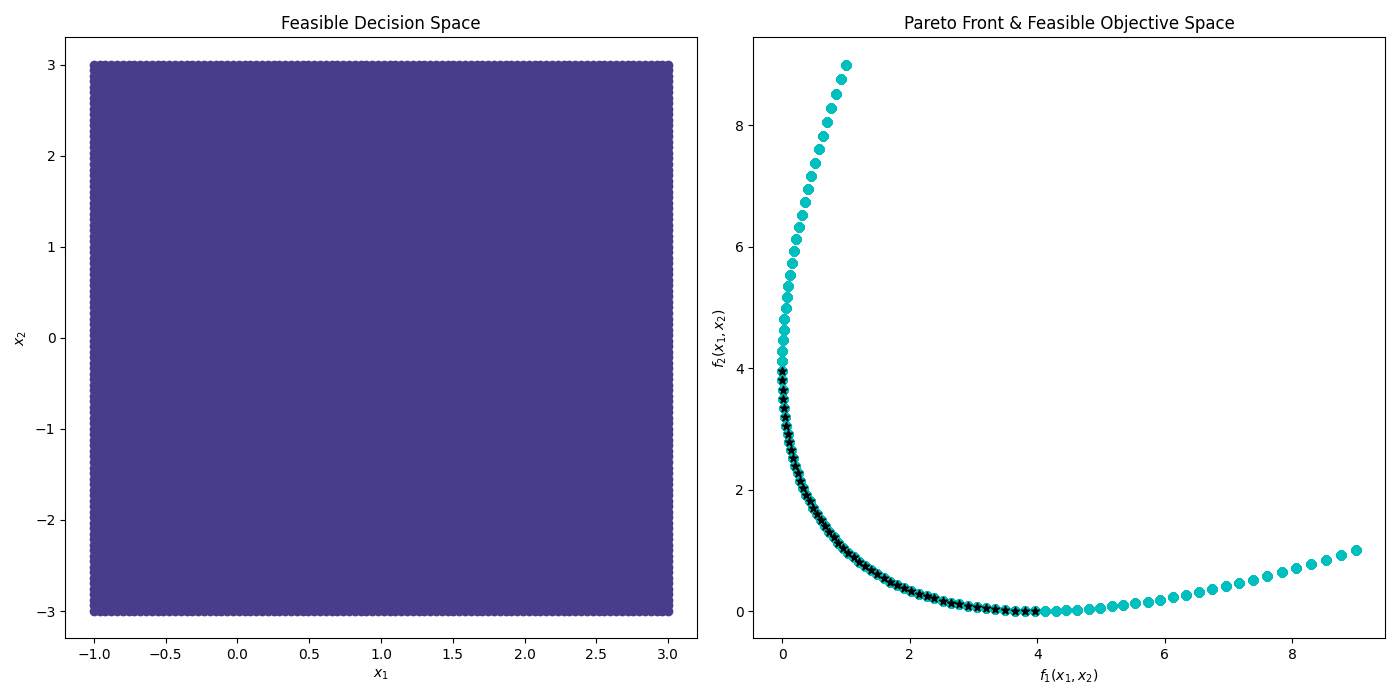 Feasible Decision Space
3
2
1
0
−1
−2
−3
x₂
−1.0 −0.5 0.0 0.5 1.0 1.5 2.0 2.5 3.0
x₁
Pareto Front & Feasible Objective Space
8
6
4
2
0
f₂(x₁, x₂)
0 2 4 6 8
f₁(x₁, x₂)